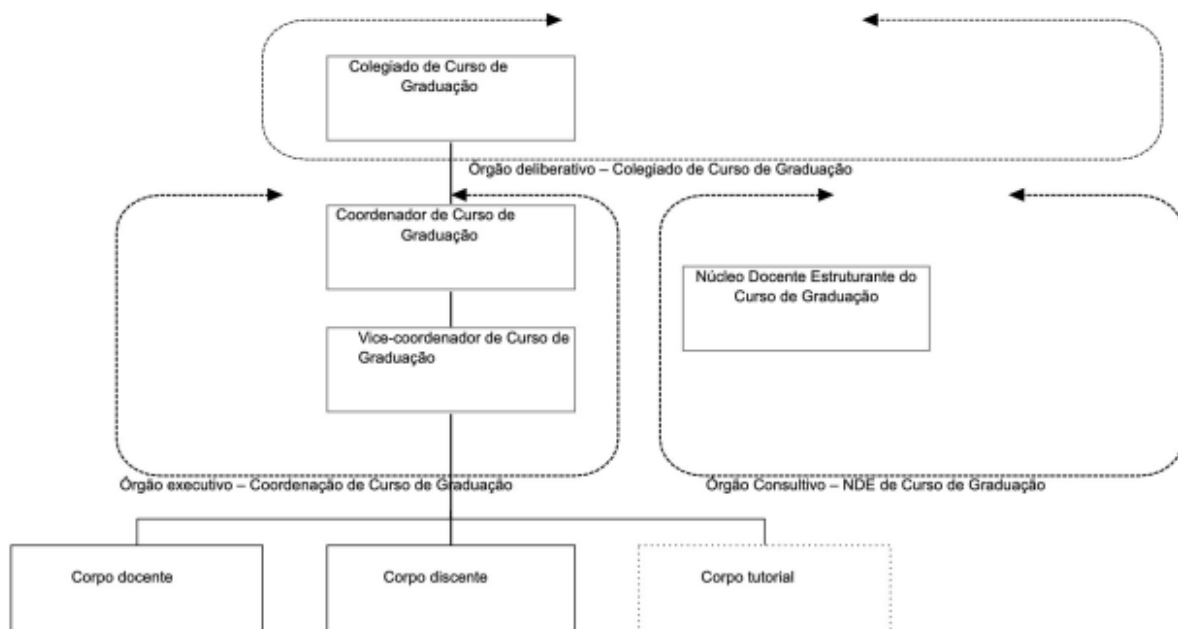 Colegiado de Curso de
Graduação
Órgão deliberativo – Colegiado de Curso de Graduação
Coordenador de Curso de
Graduação
Núcleo Docente Estruturante do
Curso de Graduação
Vice-coordenador de Curso de
Graduação
Órgão executivo – Coordenação de Curso de Graduação
Órgão Consultivo – NDE de Curso de Graduação
Corpo docente
Corpo discente
Corpo tutorial